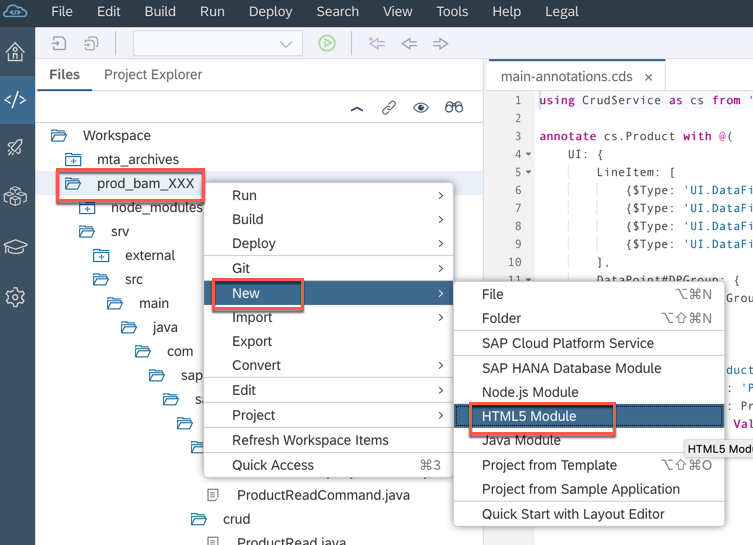 File Edit Build Run Deploy Search View Tools Help Legal
Files Project Explorer
Workspace
mta_archives
prod_bam_XXX
node_modules
srv
external
src
main
java
com
sap
ProductReadCommand.java
crud
ProductRead.java
Run
Build
Deploy
Git
New
Import
Export
Convert
Edit
Project
Refresh Workspace Items
Quick Access ⌘3
File ⌥⌘N
Folder ⌥⇧⌘N
SAP Cloud Platform Service
SAP HANA Database Module
Node.js Module
HTML5 Module
Java Module
Project from Template ⌥⇧⌘O
Project from Sample Application
Quick Start with Layout Editor
HTML5 Modu
main-annotations.cds ×
1 using CrudService as cs from '
2
3 annotate cs.Product with @(
4 UI: {
5 LineItem: [
6 {$Type: 'UI.DataFi
7 {$Type: 'UI.DataFi
8 {$Type: 'UI.DataFi
9 {$Type: 'UI.DataFi
10 ],
11 DataPoint#DPGroup: {
Grou
duct
: 'P
: Pr
Val